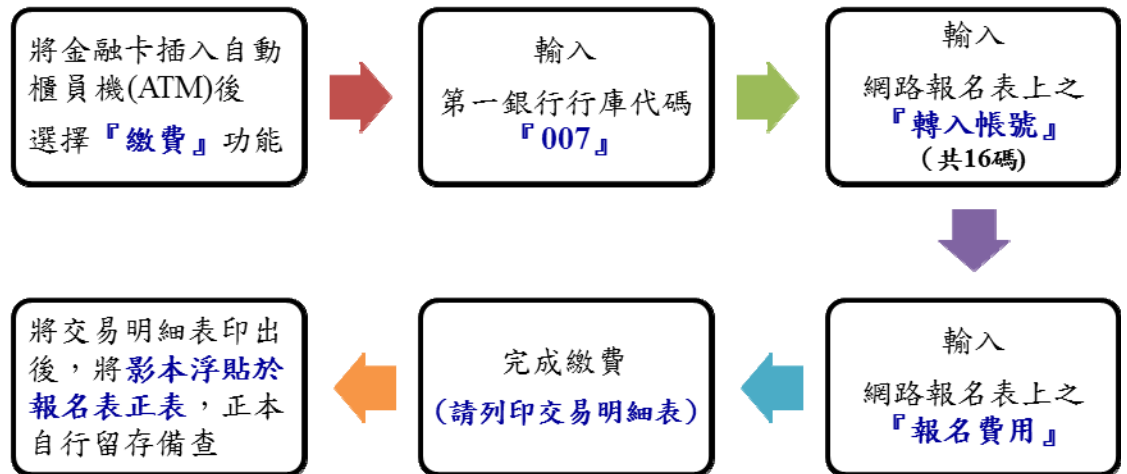 將金融卡插入自動
櫃員機(ATM)後
選擇『繳費』功能
輸入
第一銀行行庫代碼
『007』
輸入
網路報名表上之
『轉入帳號』
(共16碼)
輸入
網路報名表上之
『報名費用』
完成繳費
(請列印交易明細表)
將交易明細表印出
後，將影本浮貼於
報名表正表，正本
自行留存備查